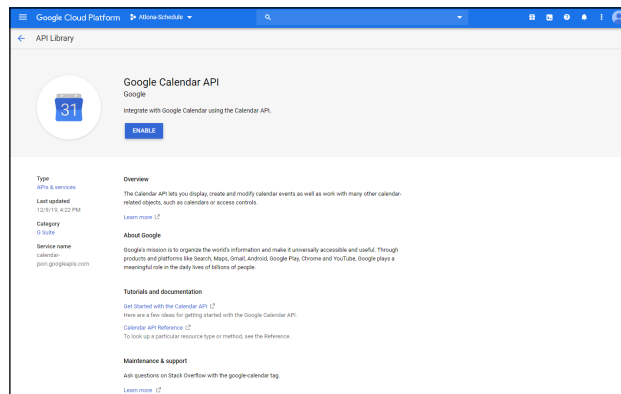 Google Cloud Platform
Atlona-Schedule
API Library
31
Google Calendar API
Google
Integrate with Google Calendar using the Calendar API.
ENABLE
Type
APIs & services
Last updated
12/9/19, 4:22 PM
Category
G Suite
Service name
calendar-
json.googleapis.com
Overview
The Calendar API lets you display, create and modify calendar events as well as work with many other calendar-
related objects, such as calendars or access controls.
Learn more
About Google
Google's mission is to organize the world's information and make it universally accessible and useful. Through
products and platforms like Search, Maps, Gmail, Android, Google Play, Chrome and YouTube, Google plays a
meaningful role in the daily lives of billions of people.
Tutorials and documentation
Get Started with the Calendar API
Here are a few ideas for getting started with the Google Calendar API.
Calendar API Reference
To look up a particular resource type or method, see the Reference.
Maintenance & support
Ask questions on Stack Overflow with the google-calendar tag.
Learn more